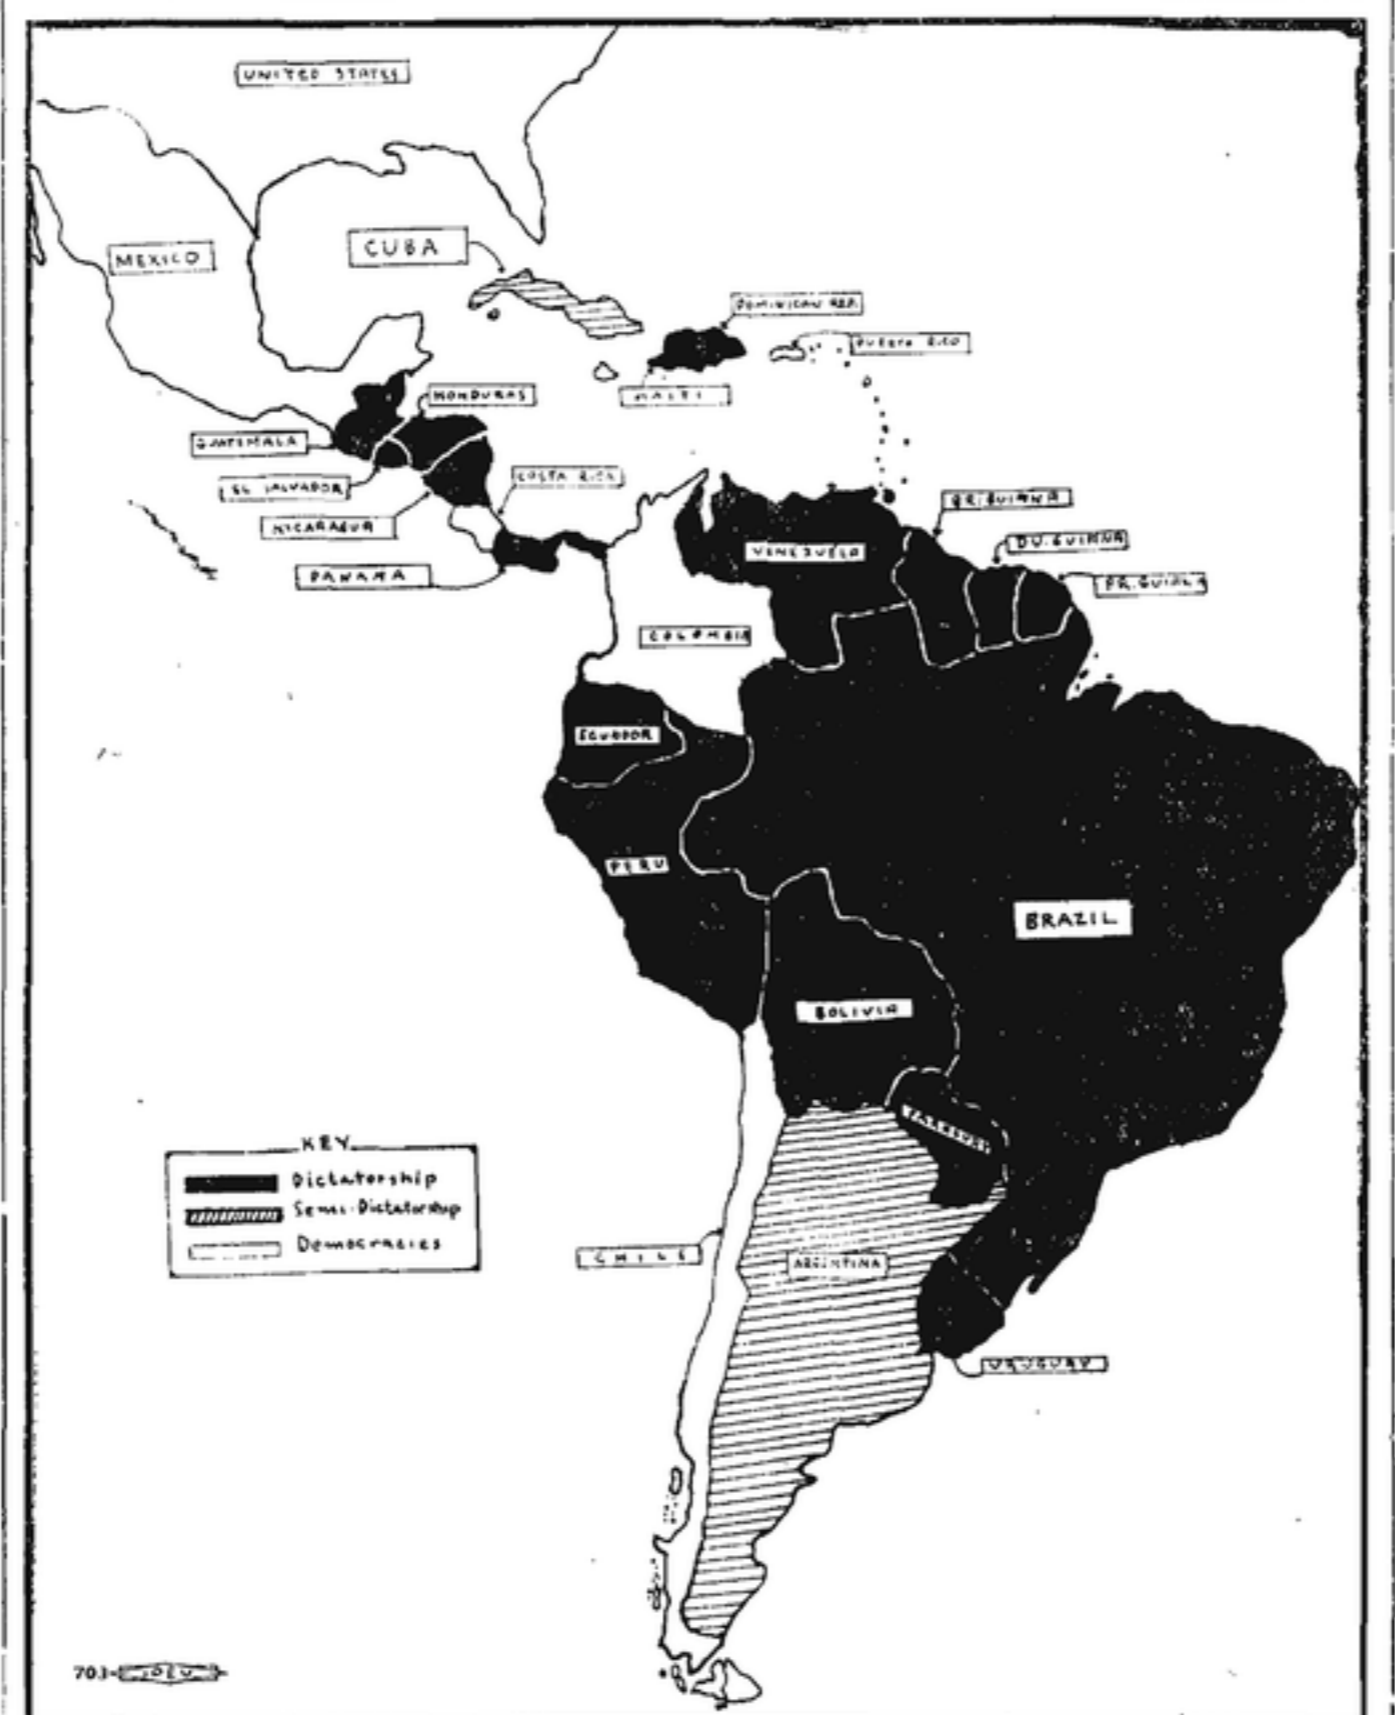 UNITED STATES
MEXICO
CUBA
DOMINICAN REP.
PUERTO RICO
HAITI
HONDURAS
GUATEMALA
EL SALVADOR
COSTA RICA
NICARAGUA
PANAMA
BR. GUIANA
VENEZUELA
DU. GUIANA
FR. GUIANA
COLOMBIA
ECUADOR
PERU
BRAZIL
BOLIVIA
PARAGUAY
KEY
Dictatorship
Semi-Dictatorship
Democracies
CHILE
ARGENTINA
URUGUAY
703